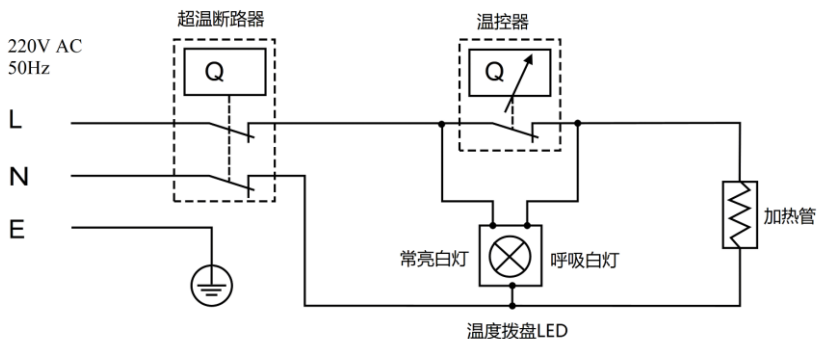 超温断路器
温控器
220V AC
50Hz
Q
Q
L
N
E
加热管
常亮白灯
呼吸白灯
温度拨盘LED